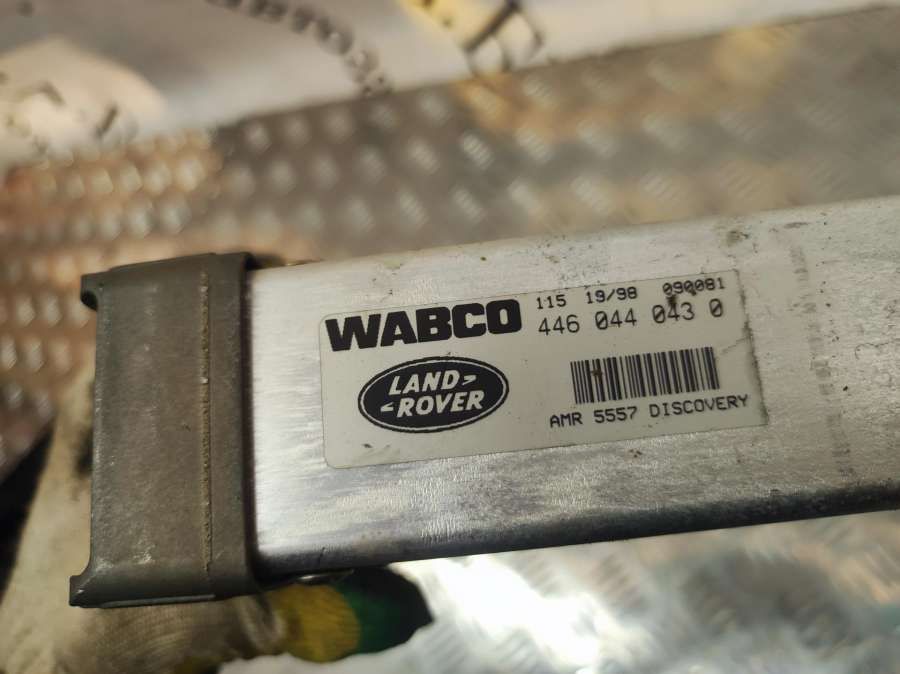 WABCO
115 19/98 090081
446 044 043 0
LAND
ROVER
AMR 5557 DISCOVERY